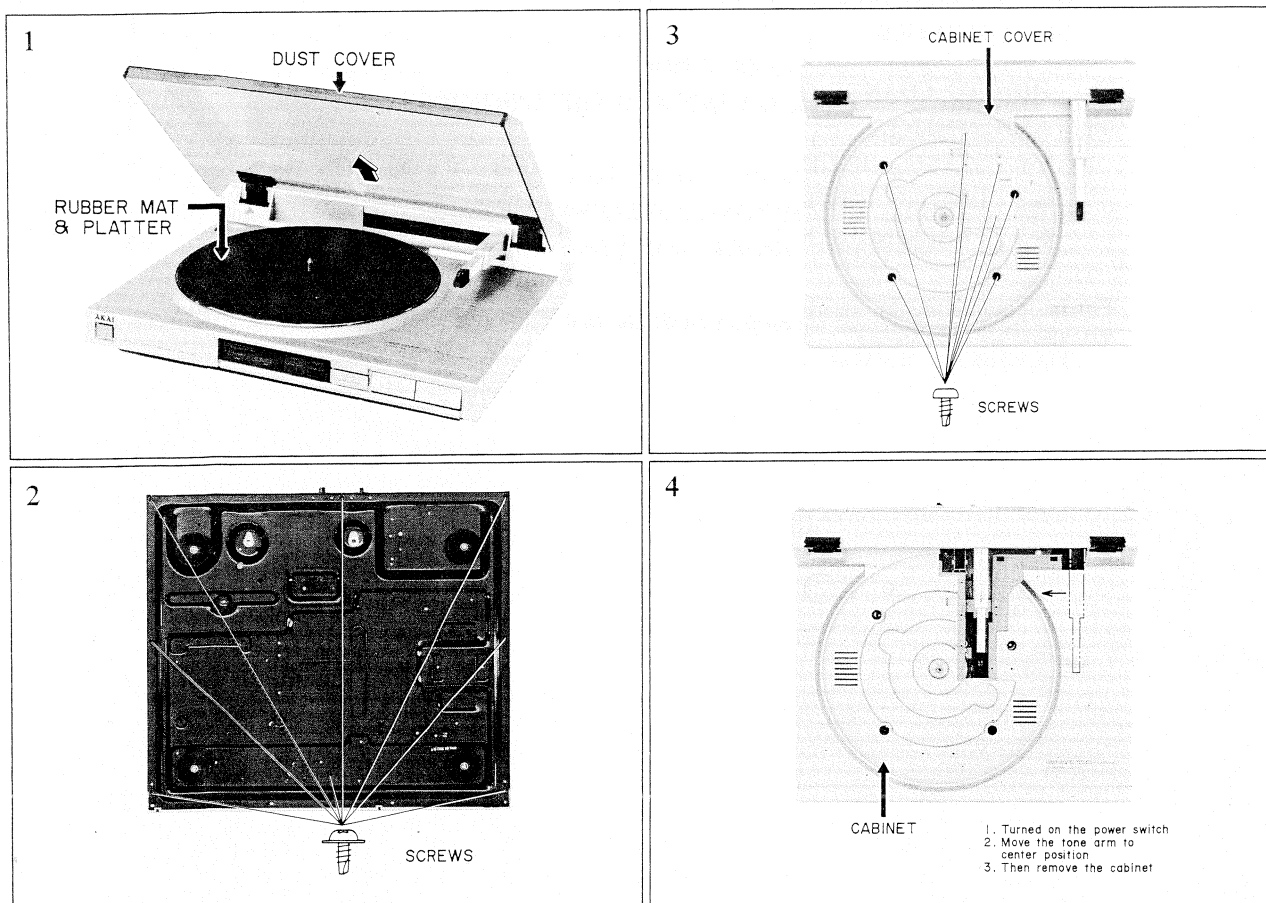 1
DUST COVER
RUBBER MAT
& PLATTER
AKAI
2
SCREWS
3
CABINET COVER
SCREWS
4
CABINET
1. Turned on the power switch
2. Move the tone arm to
center position
3. Then remove the cabinet